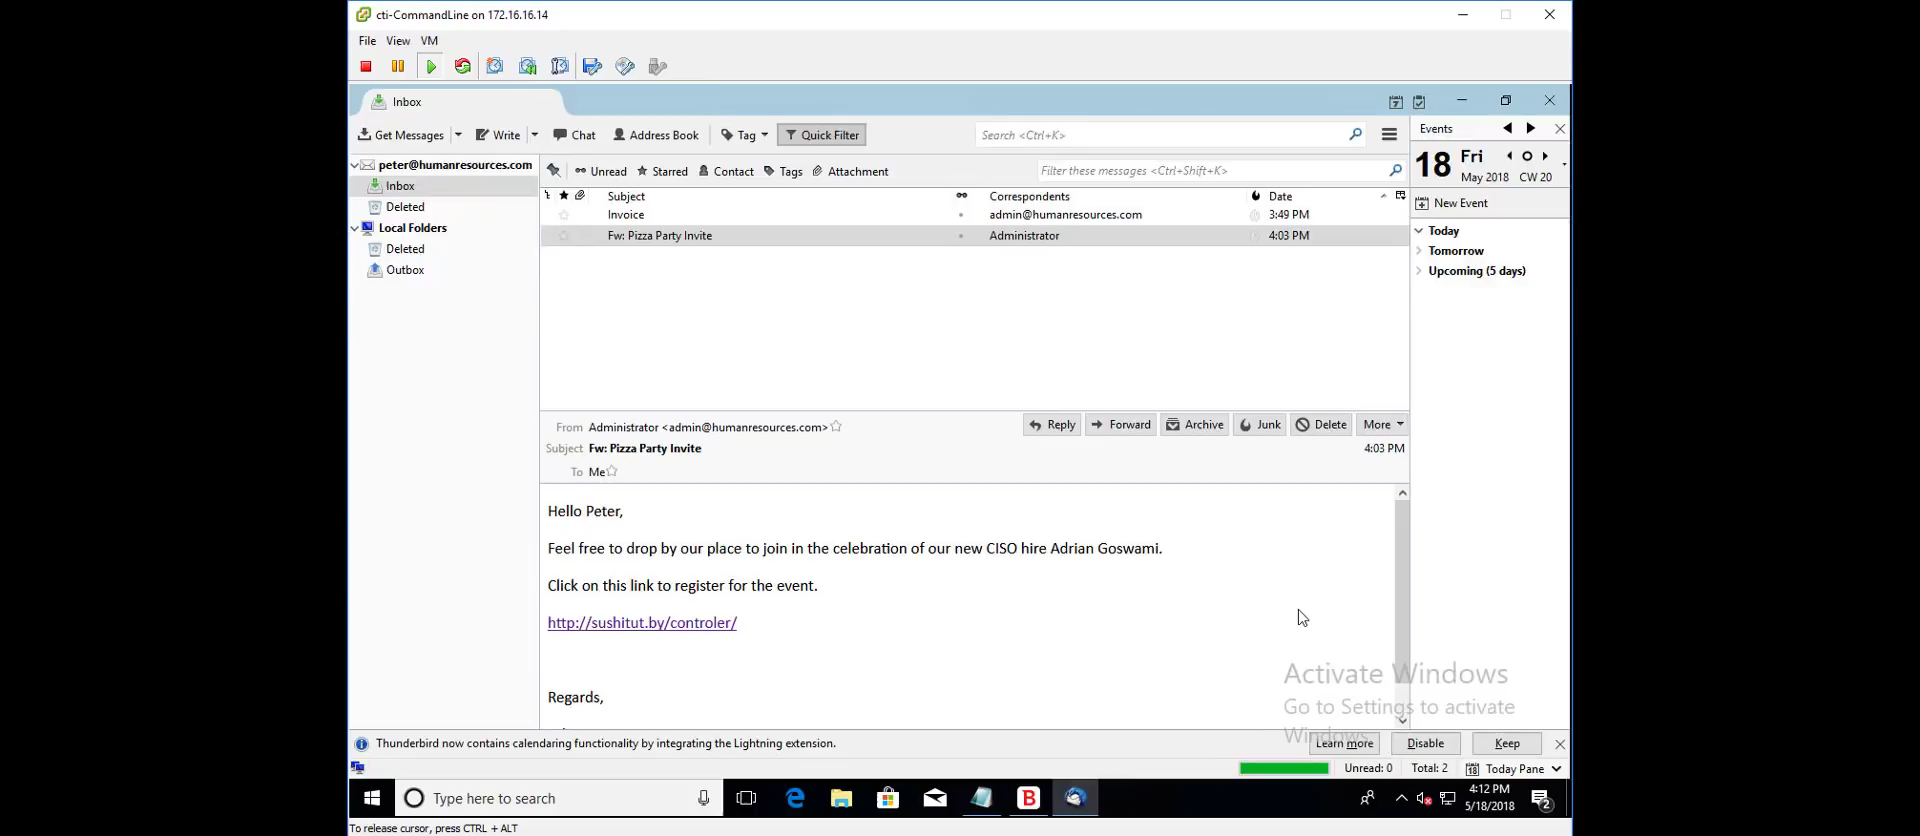 cti-CommandLine on 172.16.16.14
File View VM
Inbox
7
Get Messages Write Chat Address Book Tag Quick Filter Search <Ctrl+K>
Events
peter@humanresources.com
Inbox
Deleted
Local Folders
Deleted
Outbox
Unread Starred Contact Tags Attachment Filter these messages <Ctrl+Shift+K>
Subject Correspondents Date
Invoice admin@humanresources.com 3:49 PM
Fw: Pizza Party Invite Administrator 4:03 PM
18 Fri
May 2018 CW 20
New Event
Today
Tomorrow
Upcoming (5 days)
From Administrator <admin@humanresources.com> Reply Forward Archive Junk Delete More
Subject Fw: Pizza Party Invite 4:03 PM
To Me
Hello Peter,
Feel free to drop by our place to join in the celebration of our new CISO hire Adrian Goswami.
Click on this link to register for the event.
http://sushitut.by/controler/
Regards,
Activate Windows
Go to Settings to activate
Windows.
Thunderbird now contains calendaring functionality by integrating the Lightning extension. Learn more Disable Keep
Unread: 0 Total: 2 18 Today Pane
Type here to search B 4:12 PM
5/18/2018 2
To release cursor, press CTRL + ALT